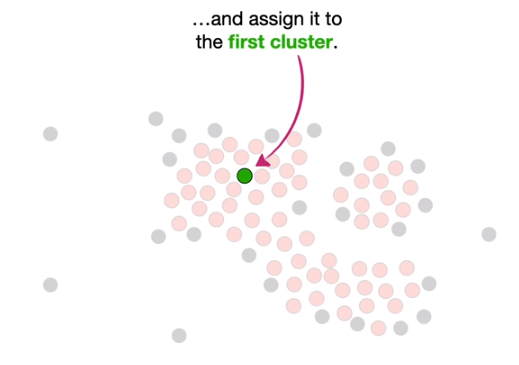 ...and assign it to
the first cluster.